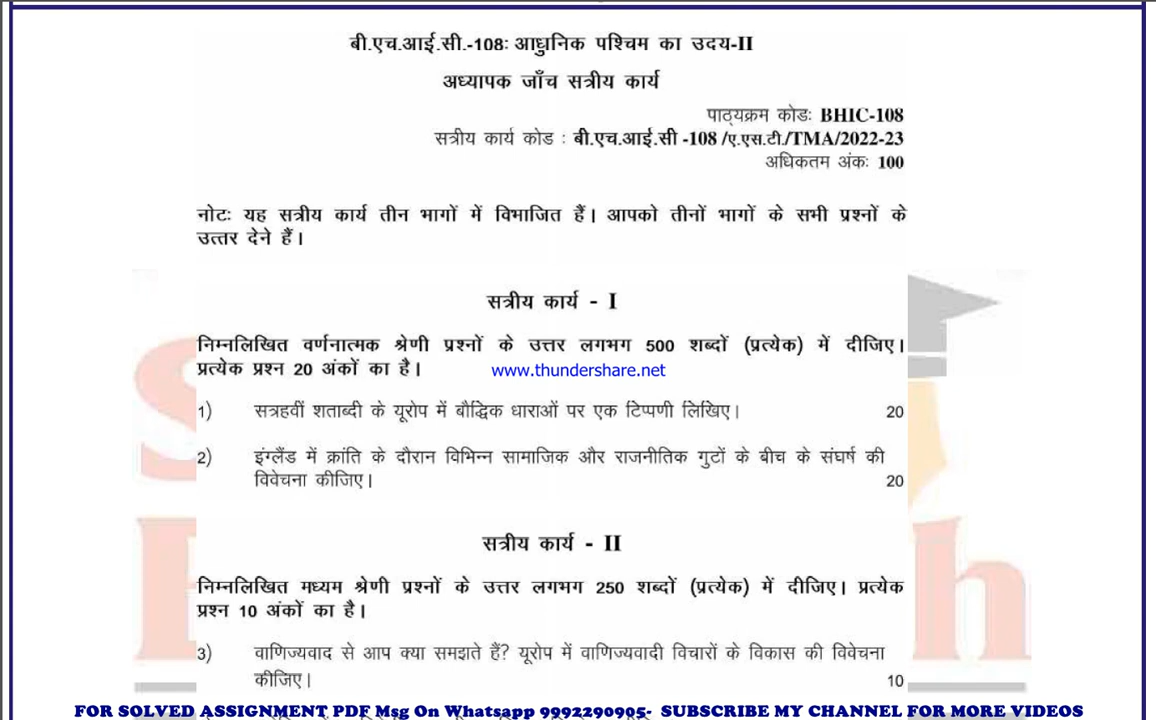 बी.एच.आई.सी.-108: आधुनिक पश्चिम का उदय-II
अध्यापक जाँच सत्रीय कार्य
पाठ्यक्रम कोड: BHIC-108
सत्रीय कार्य कोड : बी.एच.आई.सी -108 /ए.एस.टी./TMA/2022-23
अधिकतम अंक: 100
नोट: यह सत्रीय कार्य तीन भागों में विभाजित हैं। आपको तीनों भागों के सभी प्रश्नों के
उत्तर देने हैं।
सत्रीय कार्य - I
निम्नलिखित वर्णनात्मक श्रेणी प्रश्नों के उत्तर लगभग 500 शब्दों (प्रत्येक) में दीजिए।
प्रत्येक प्रश्न 20 अंकों का है।
www.thundershare.net
1) सत्रहवीं शताब्दी के यूरोप में बौद्धिक धाराओं पर एक टिप्पणी लिखिए। 20
2) इंग्लैंड में क्रांति के दौरान विभिन्न सामाजिक और राजनीतिक गुटों के बीच के संघर्ष की
विवेचना कीजिए। 20
सत्रीय कार्य - II
निम्नलिखित मध्यम श्रेणी प्रश्नों के उत्तर लगभग 250 शब्दों (प्रत्येक) में दीजिए। प्रत्येक
प्रश्न 10 अंकों का है।
3) वाणिज्यवाद से आप क्या समझते हैं? यूरोप में वाणिज्यवादी विचारों के विकास की विवेचना
कीजिए। 10
FOR SOLVED ASSIGNMENT PDF Msg On Whatsapp 9992290905- SUBSCRIBE MY CHANNEL FOR MORE VIDEOS